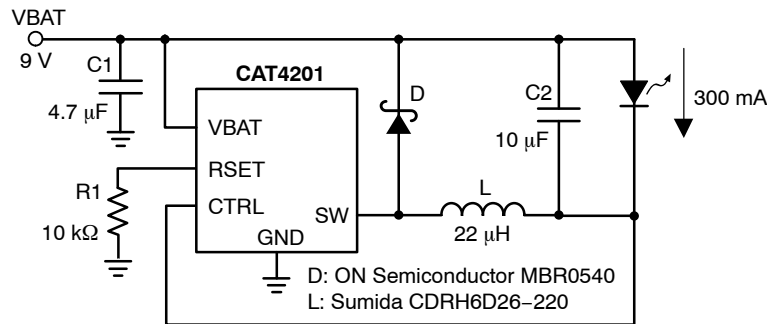 VBAT
9 V
C1
4.7 μF
CAT4201
VBAT
RSET
CTRL
SW
GND
R1
10 kΩ
D
L
22 μH
C2
10 μF
300 mA
D: ON Semiconductor MBR0540
L: Sumida CDRH6D26−220